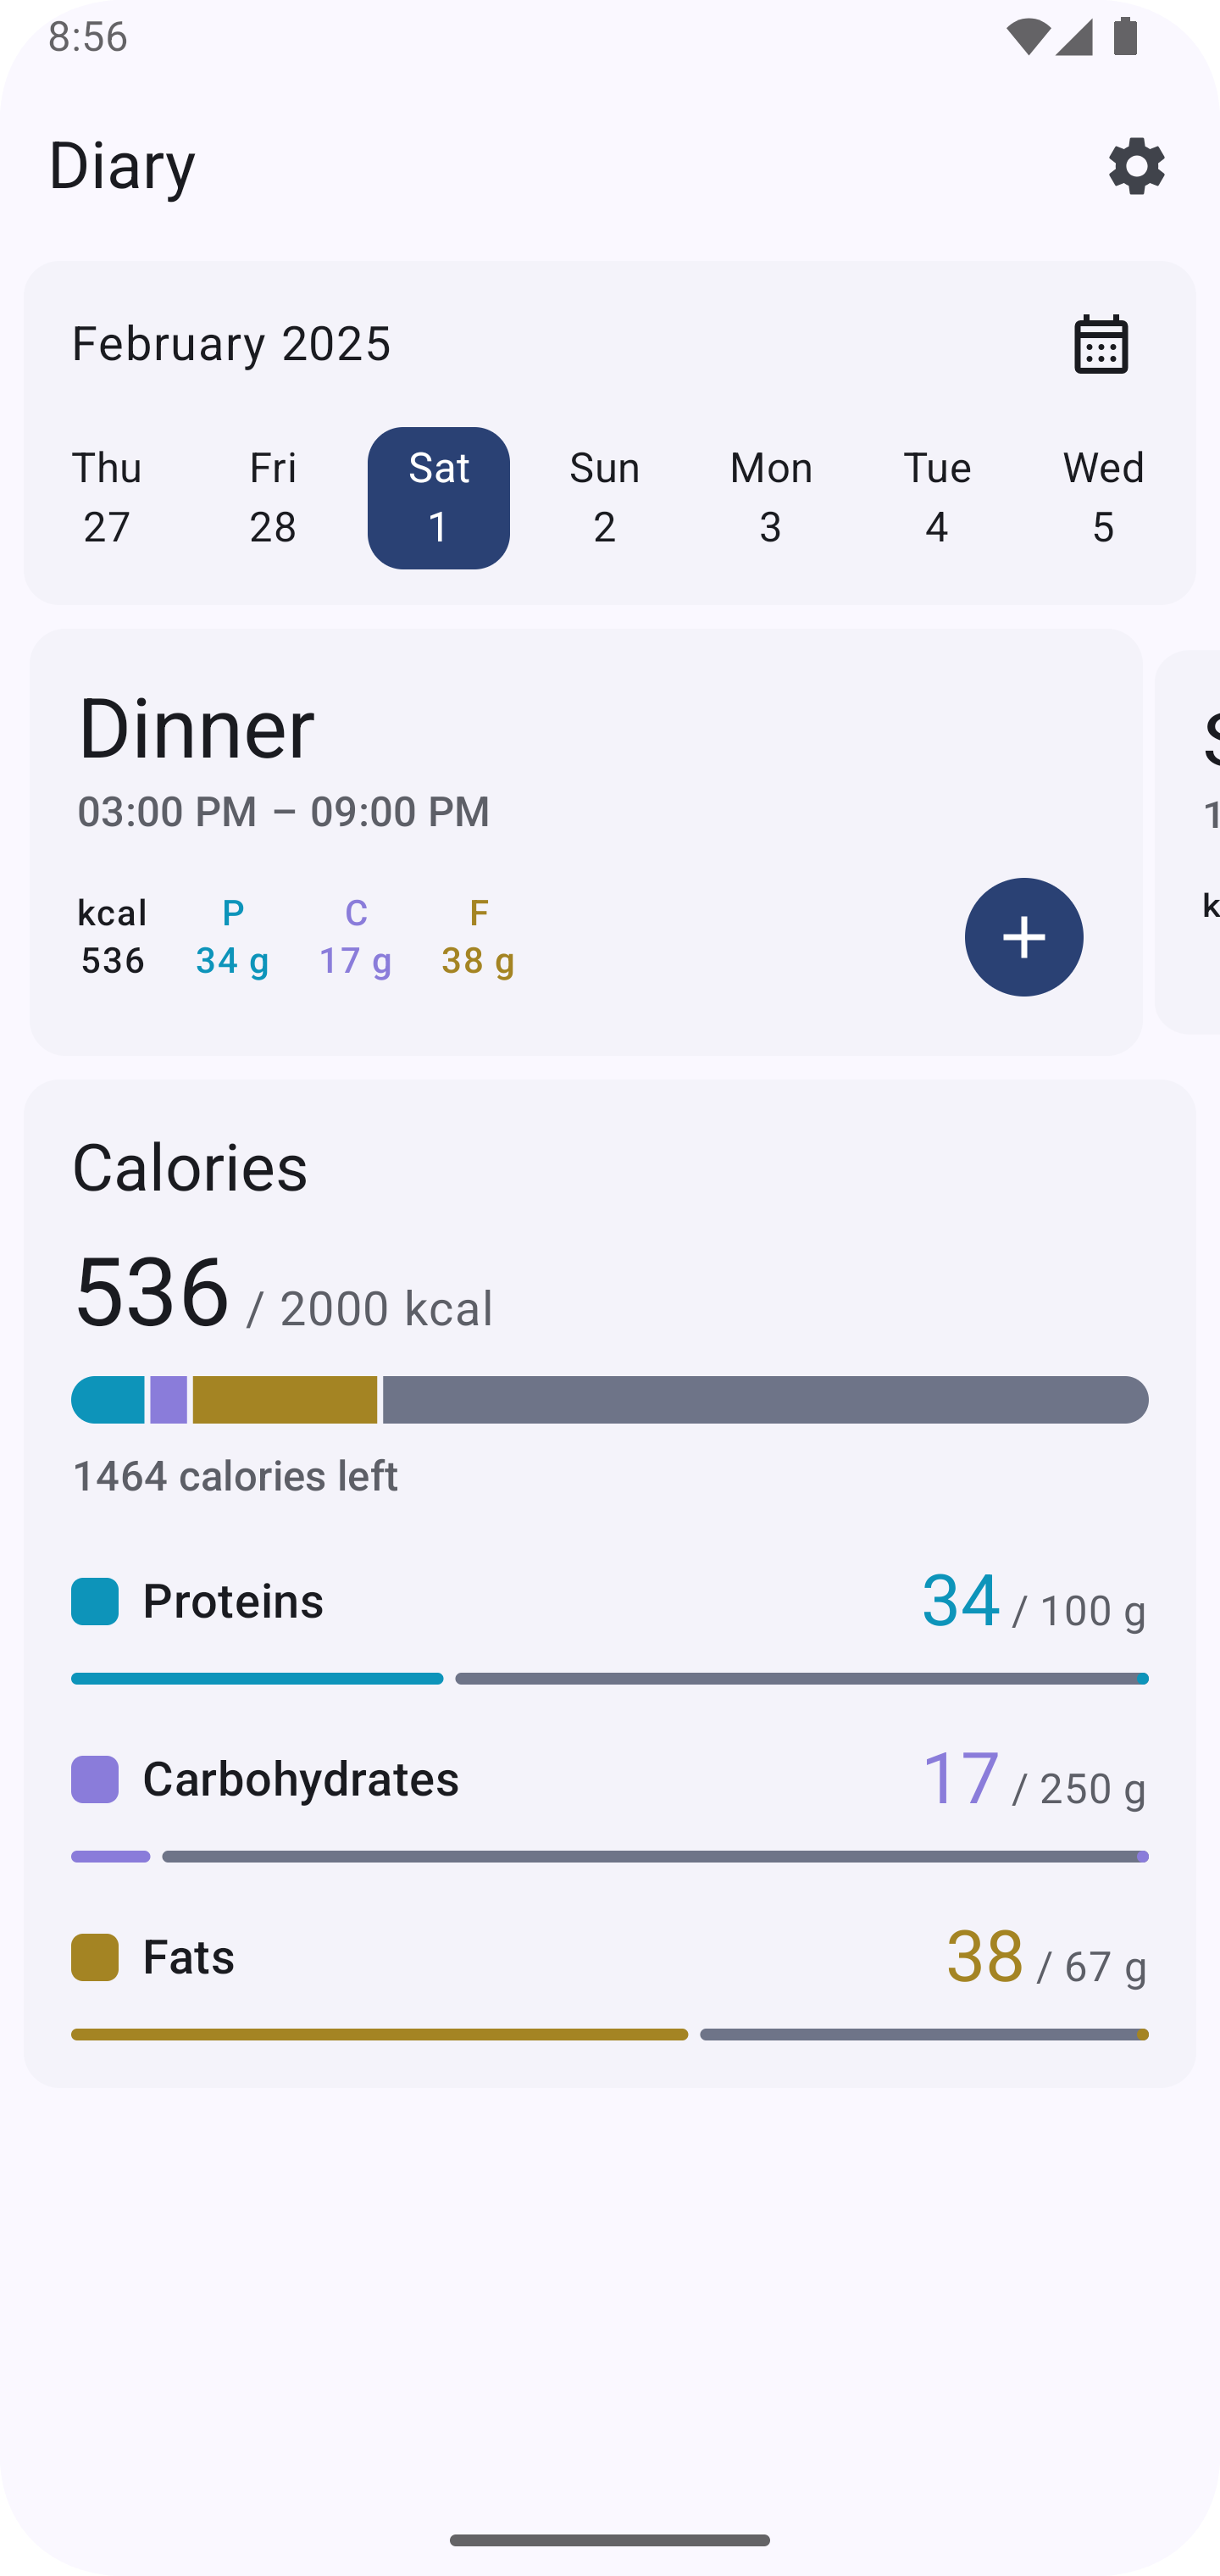 8:56
Diary
February 2025
Thu Fri Sat Sun Mon Tue Wed
27 28 1 2 3 4 5
Dinner
03:00 PM – 09:00 PM
kcal P C F
536 34 g 17 g 38 g
Calories
536 / 2000 kcal
1464 calories left
Proteins 34 / 100 g
Carbohydrates 17 / 250 g
Fats 38 / 67 g